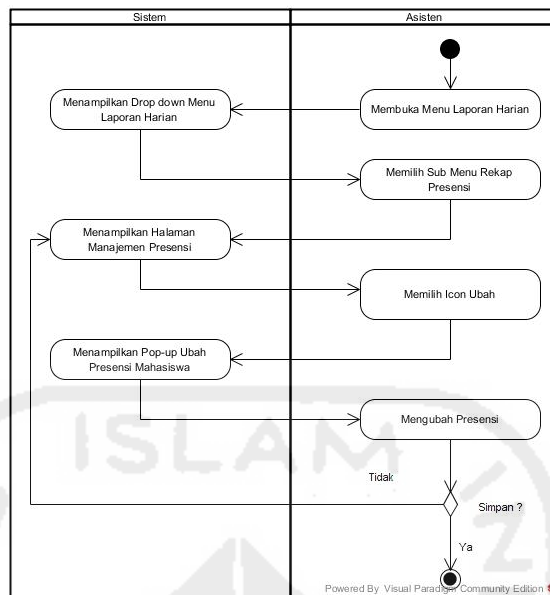 Sistem
Asisten
Membuka Menu Laporan Harian
Menampilkan Drop down Menu
Laporan Harian
Memilih Sub Menu Rekap
Presensi
Menampilkan Halaman
Manajemen Presensi
Memilih Icon Ubah
Menampilkan Pop-up Ubah
Presensi Mahasiswa
Mengubah Presensi
ISLAM
Tidak
Simpan ?
Ya
Powered By Visual Paradigm Community Edition